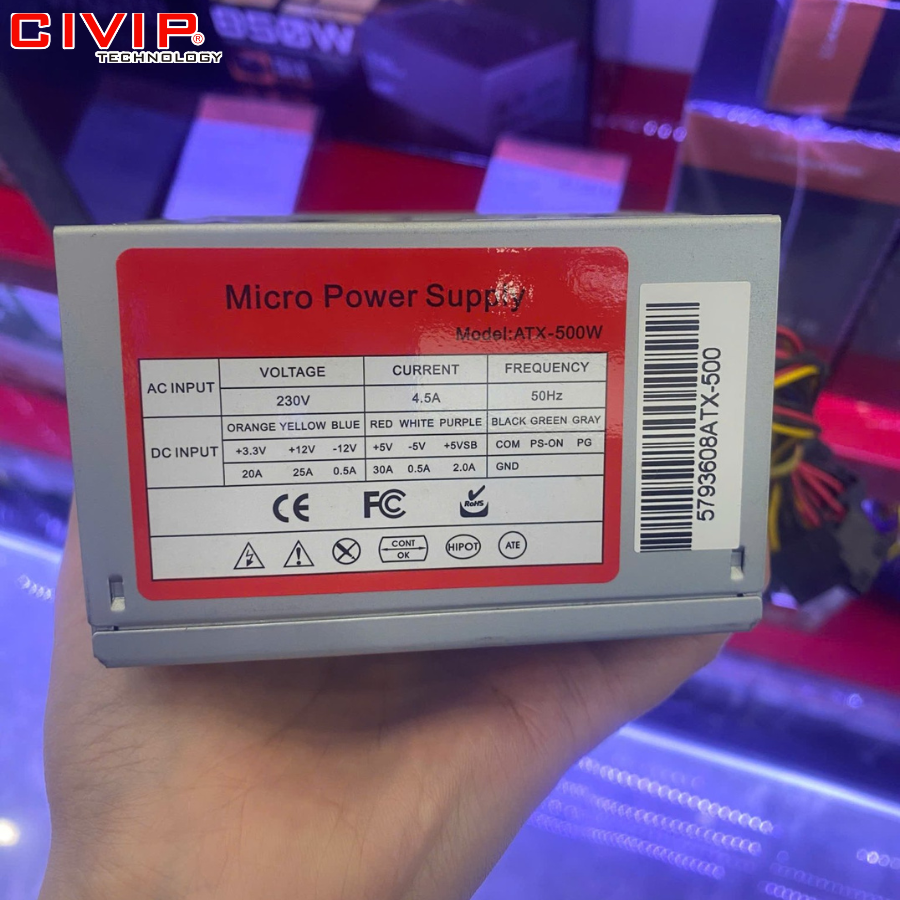 CIVIP®
TECHNOLOGY
050W
Micro Power Supply
Model:ATX-500W
AC INPUT VOLTAGE CURRENT FREQUENCY
230V 4.5A 50Hz
DC INPUT ORANGE YELLOW BLUE RED WHITE PURPLE BLACK GREEN GRAY
+3.3V +12V -12V +5V -5V +5VSB COM PS-ON PG
20A 25A 0.5A 30A 0.5A 2.0A GND
CE FC RoHS
CONT
OK
HIPOT
ATE
5793608ATX-500